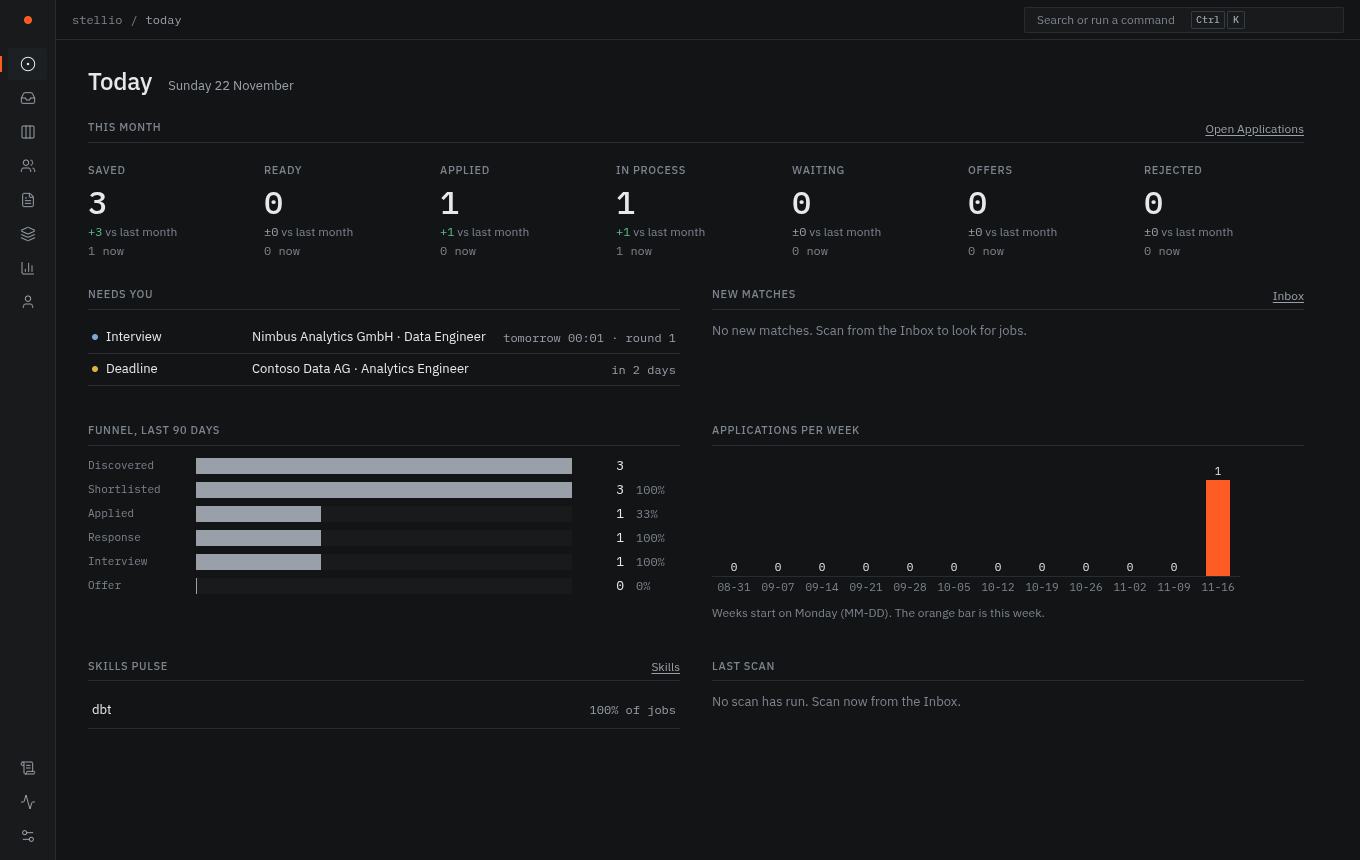 stellio / today
Search or run a command Ctrl K
Today Sunday 22 November
THIS MONTH Open Applications
SAVED READY APPLIED IN PROCESS WAITING OFFERS REJECTED
3 0 1 1 0 0 0
+3 vs last month ±0 vs last month +1 vs last month +1 vs last month ±0 vs last month ±0 vs last month ±0 vs last month
1 now 0 now 0 now 1 now 0 now 0 now 0 now
NEEDS YOU
Interview Nimbus Analytics GmbH · Data Engineer tomorrow 00:01 · round 1
Deadline Contoso Data AG · Analytics Engineer in 2 days
NEW MATCHES Inbox
No new matches. Scan from the Inbox to look for jobs.
FUNNEL, LAST 90 DAYS
Discovered 3
Shortlisted 3 100%
Applied 1 33%
Response 1 100%
Interview 1 100%
Offer 0 0%
APPLICATIONS PER WEEK
1
0 0 0 0 0 0 0 0 0 0 0
08-31 09-07 09-14 09-21 09-28 10-05 10-12 10-19 10-26 11-02 11-09 11-16
Weeks start on Monday (MM-DD). The orange bar is this week.
SKILLS PULSE Skills
dbt 100% of jobs
LAST SCAN
No scan has run. Scan now from the Inbox.